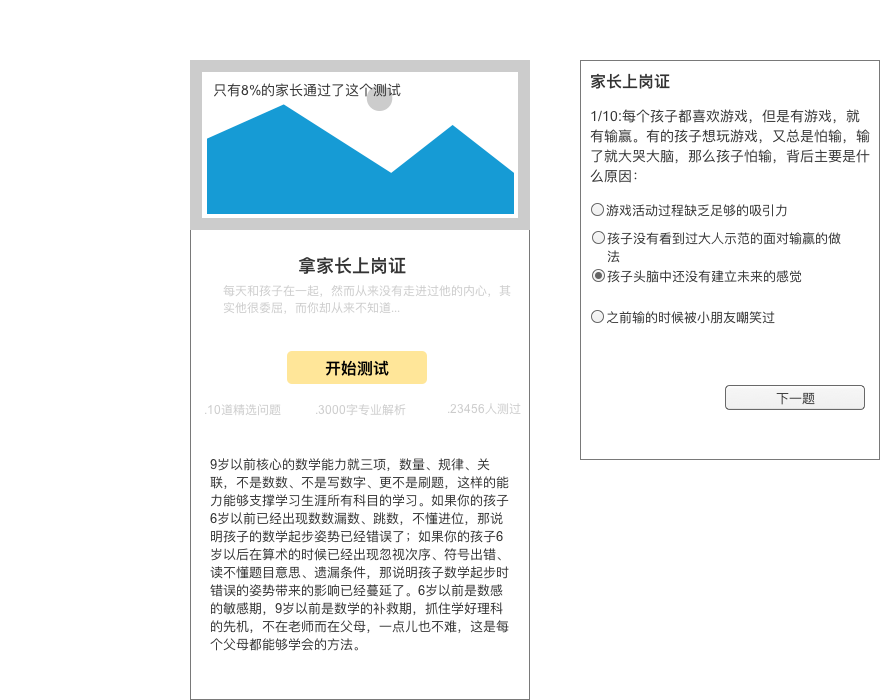 只有8%的家长通过了这个测试
拿家长上岗证
每天和孩子在一起，然而从来没有走进过他的内心，其
实他很委屈，而你却从来不知道...
开始测试
.10道精选问题
.3000字专业解析
.23456人测过
9岁以前核心的数学能力就三项，数量、规律、关
联，不是数数、不是写数字、更不是刷题，这样的能
力能够支撑学习生涯所有科目的学习。如果你的孩子
6岁以前已经出现数数漏数、跳数，不懂进位，那说
明孩子的数学起步姿势已经错误了；如果你的孩子6
岁以后在算术的时候已经出现忽视次序、符号出错、
读不懂题目意思、遗漏条件，那说明孩子数学起步时
错误的姿势带来的影响已经蔓延了。6岁以前是数感
的敏感期，9岁以前是数学的补救期，抓住学好理科
的先机，不在老师而在父母，一点儿也不难，这是每
个父母都能够学会的方法。
家长上岗证
1/10:每个孩子都喜欢游戏，但是有游戏，就
有输赢。有的孩子想玩游戏，又总是怕输，输
了就大哭大脑，那么孩子怕输，背后主要是什
么原因：
游戏活动过程缺乏足够的吸引力
孩子没有看到过大人示范的面对输赢的做
法
孩子头脑中还没有建立未来的感觉
之前输的时候被小朋友嘲笑过
下一题